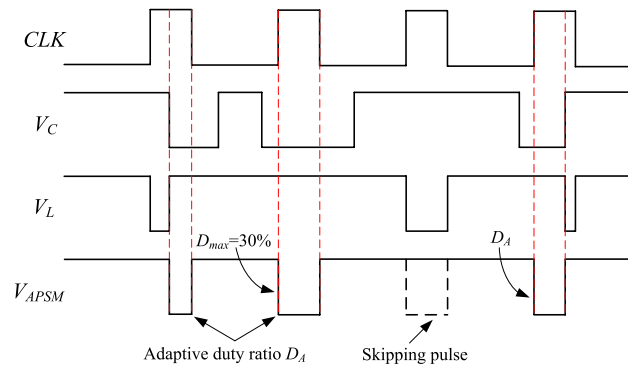 CLK
V_C
V_L
D_max=30%
D_A
V_APSM
Adaptive duty ratio D_A
Skipping pulse